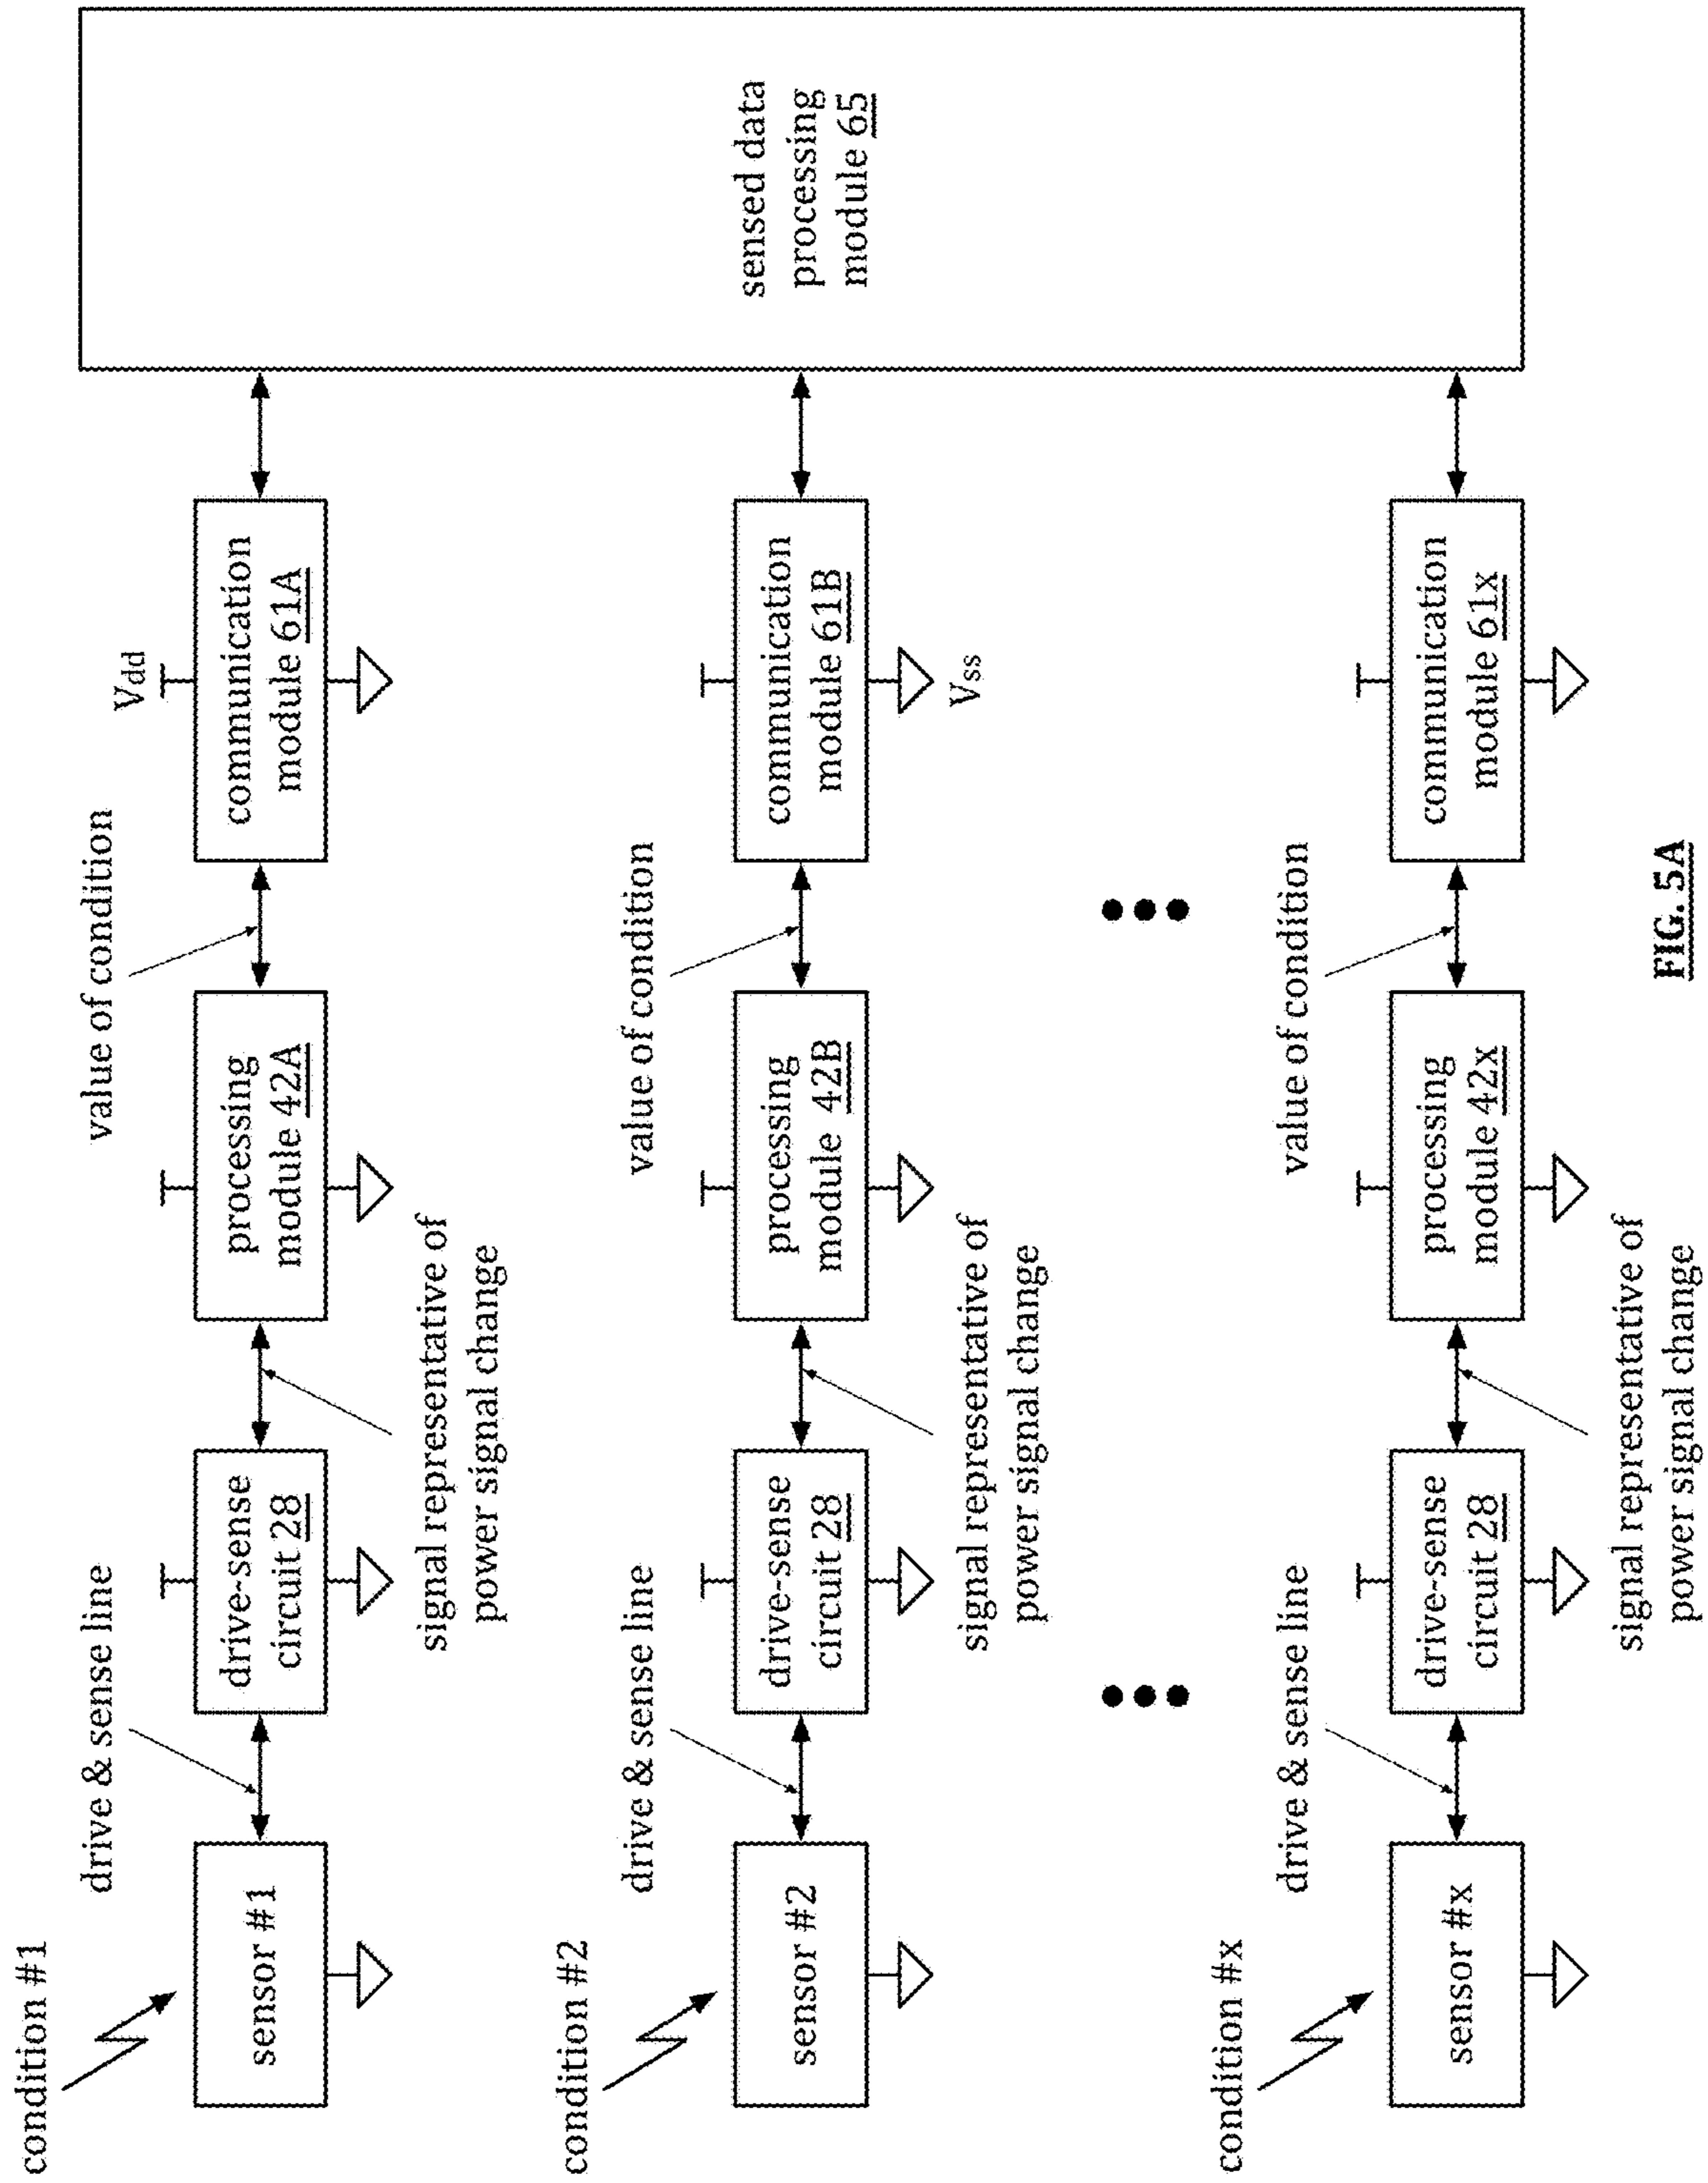 condition #1
drive & sense line
value of condition
Vdd
sensor #1
drive-sense
circuit 28
processing
module 42A
communication
module 61A
signal representative of
power signal change
condition #2
drive & sense line
value of condition
sensor #2
drive-sense
circuit 28
processing
module 42B
communication
module 61B
sensed data
processing
module 65
Vss
signal representative of
power signal change
condition #x
drive & sense line
value of condition
sensor #x
drive-sense
circuit 28
processing
module 42x
communication
module 61x
signal representative of
power signal change
FIG. 5A